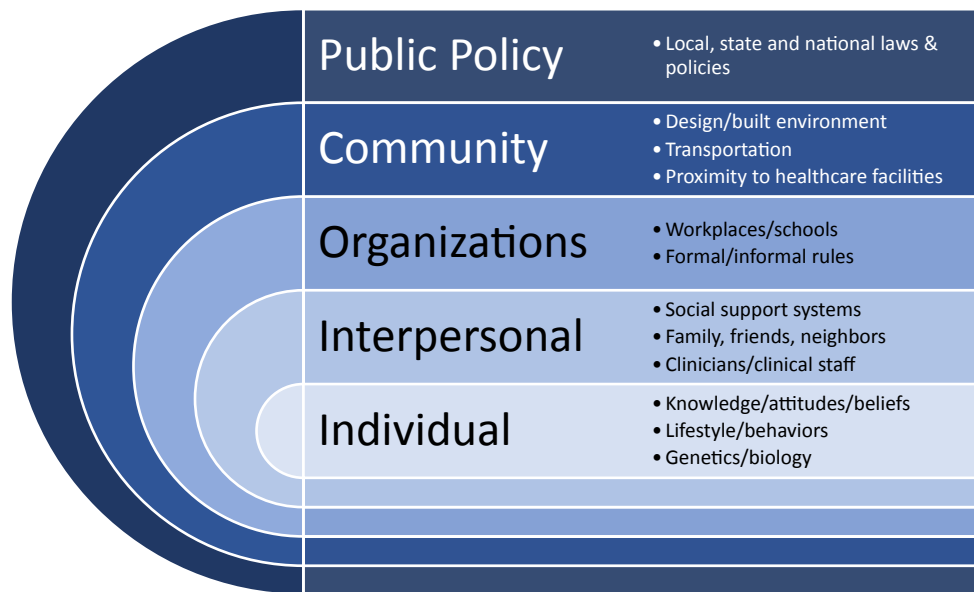 Public Policy
• Local, state and national laws &
policies
Community
• Design/built environment
• Transportation
• Proximity to healthcare facilities
Organizations
• Workplaces/schools
• Formal/informal rules
Interpersonal
• Social support systems
• Family, friends, neighbors
• Clinicians/clinical staff
Individual
• Knowledge/attitudes/beliefs
• Lifestyle/behaviors
• Genetics/biology